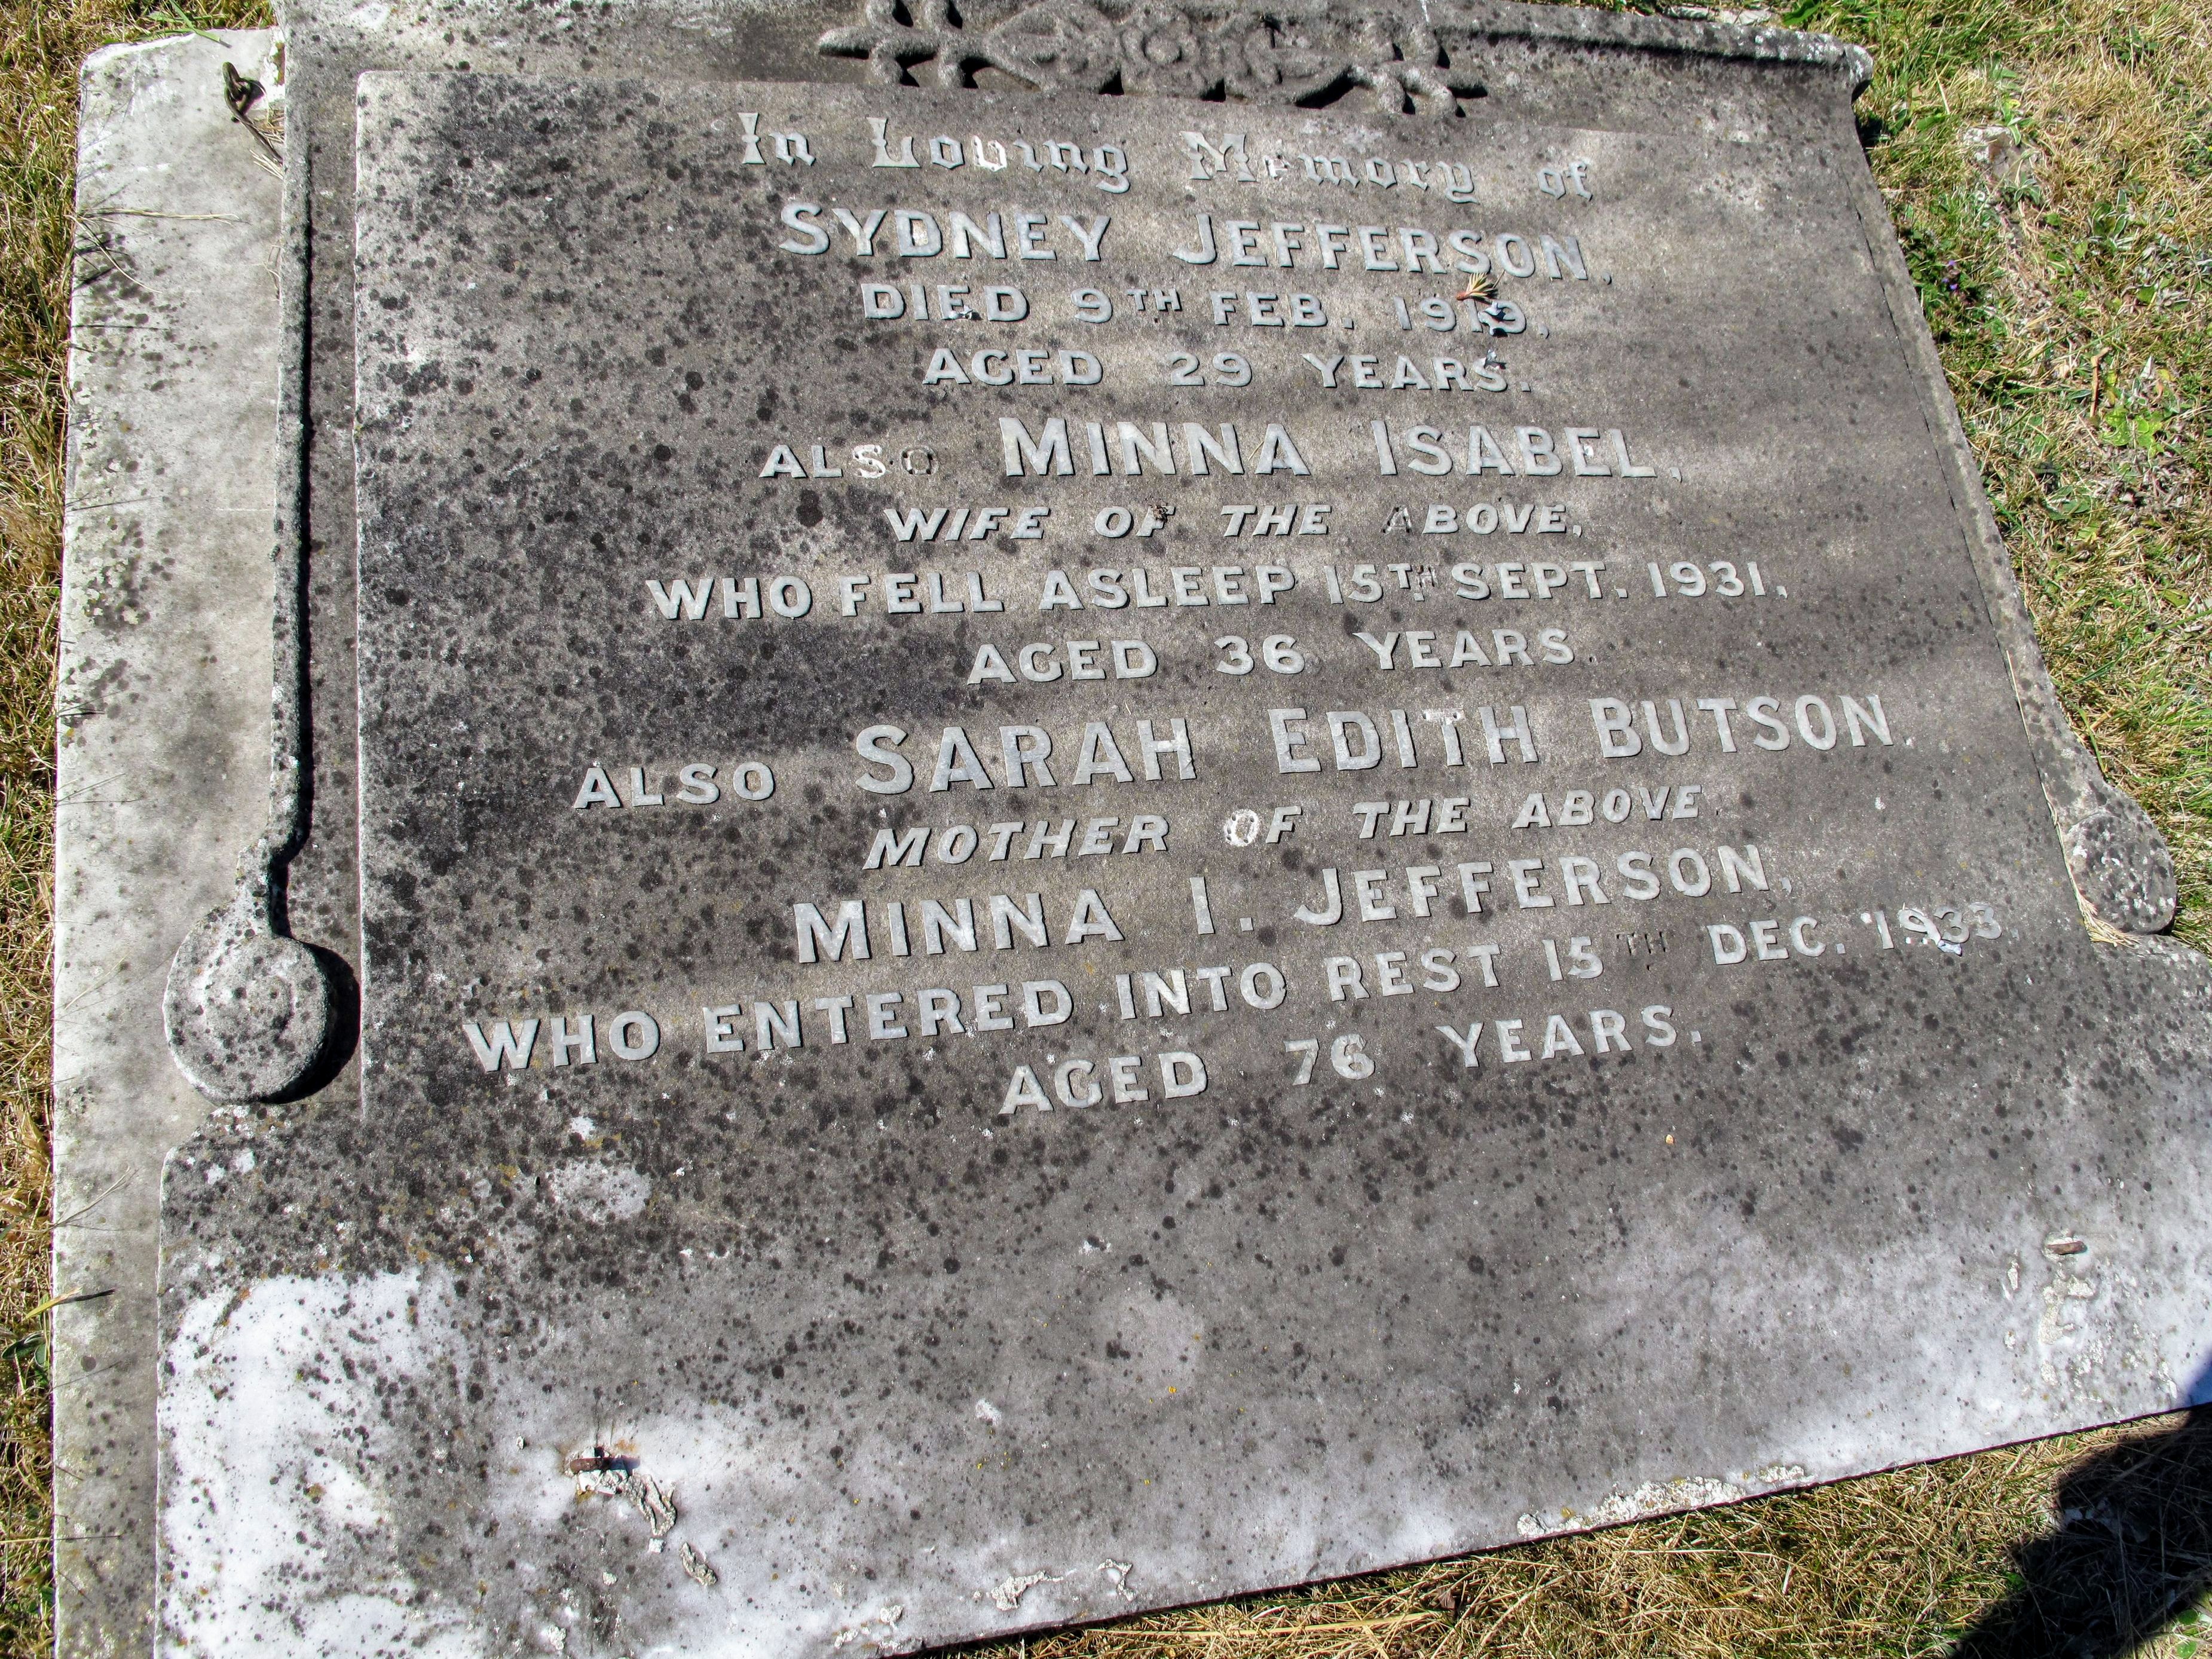 In Loving Memory of
SYDNEY JEFFERSON,
DIED 9TH FEB. 1919,
AGED 29 YEARS.
ALSO MINNA ISABEL,
WIFE OF THE ABOVE,
WHO FELL ASLEEP 15TH SEPT. 1931,
AGED 36 YEARS.
ALSO SARAH EDITH BUTSON,
MOTHER OF THE ABOVE
MINNA I. JEFFERSON,
WHO ENTERED INTO REST 15TH DEC. 1933
AGED 76 YEARS.